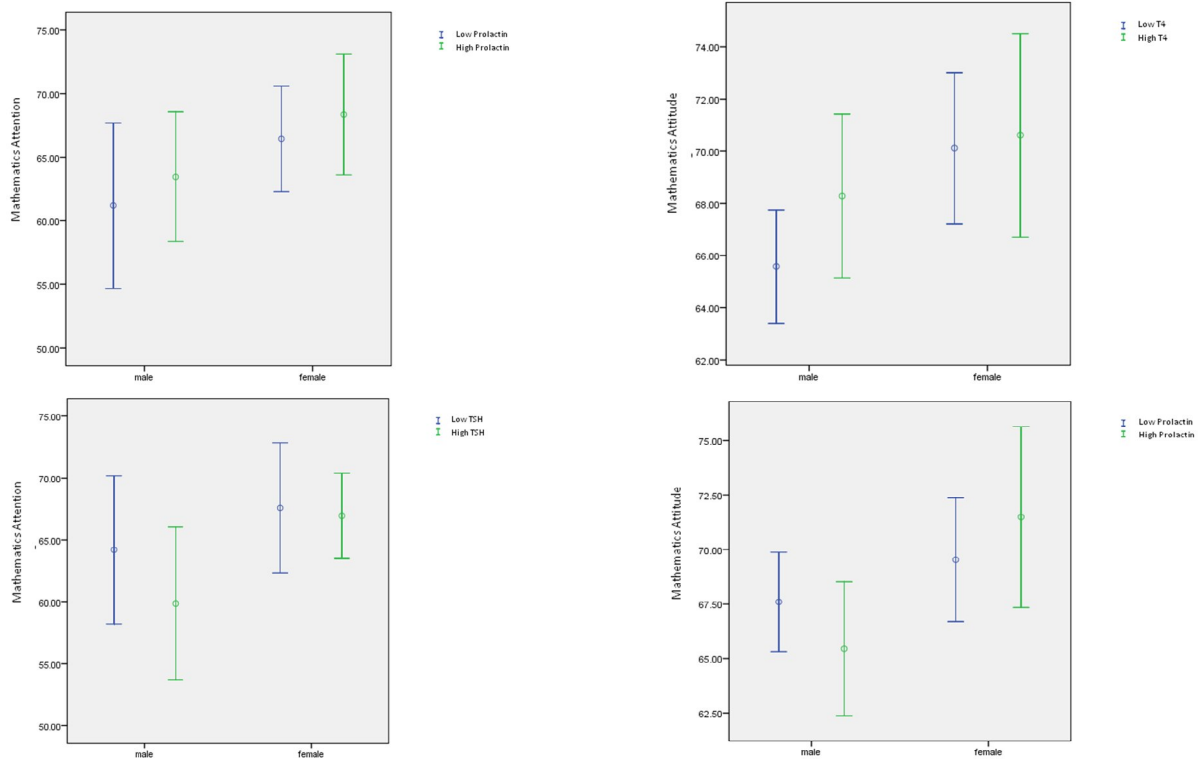 75.00
70.00
65.00
60.00
55.00
50.00
Mathematics Attention
male
female
Low Prolactin
High Prolactin
74.00
72.00
70.00
68.00
66.00
64.00
62.00
Mathematics Attitude
male
female
Low T4
High T4
75.00
70.00
65.00
60.00
55.00
50.00
Mathematics Attention
male
female
Low TSH
High TSH
75.00
72.50
70.00
67.50
65.00
62.50
Mathematics Attitude
male
female
Low Prolactin
High Prolactin